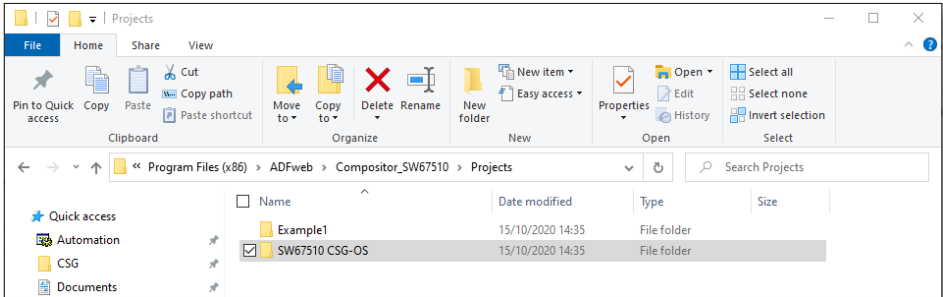 Projects
File Home Share View
Pin to Quick access Copy Paste Cut Copy path Paste shortcut Move to Copy to Delete Rename New folder New item Easy access Properties Open Edit History Select all Select none Invert selection
Clipboard Organize New Open Select
« Program Files (x86) > ADFweb > Compositor_SW67510 > Projects Search Projects
Name Date modified Type Size
Quick access
Example1 15/10/2020 14:35 File folder
Automation
SW67510 CSG-OS 15/10/2020 14:35 File folder
CSG
Documents